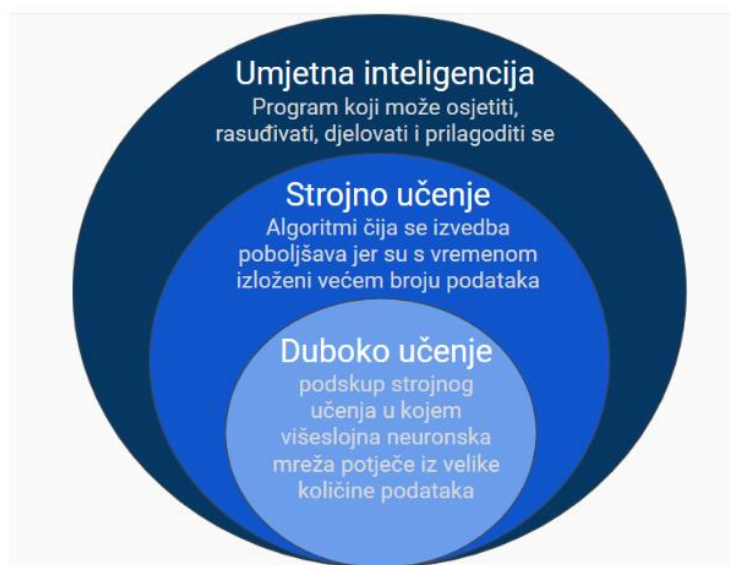 Umjetna inteligencija
Program koji može osjetiti,
rasuđivati, djelovati i prilagoditi se
Strojno učenje
Algoritmi čija se izvedba
poboljšava jer su s vremenom
izloženi većem broju podataka
Duboko učenje
podskup strojnog
učenja u kojem
višeslojna neuronska
mreža potječe iz velike
količine podataka